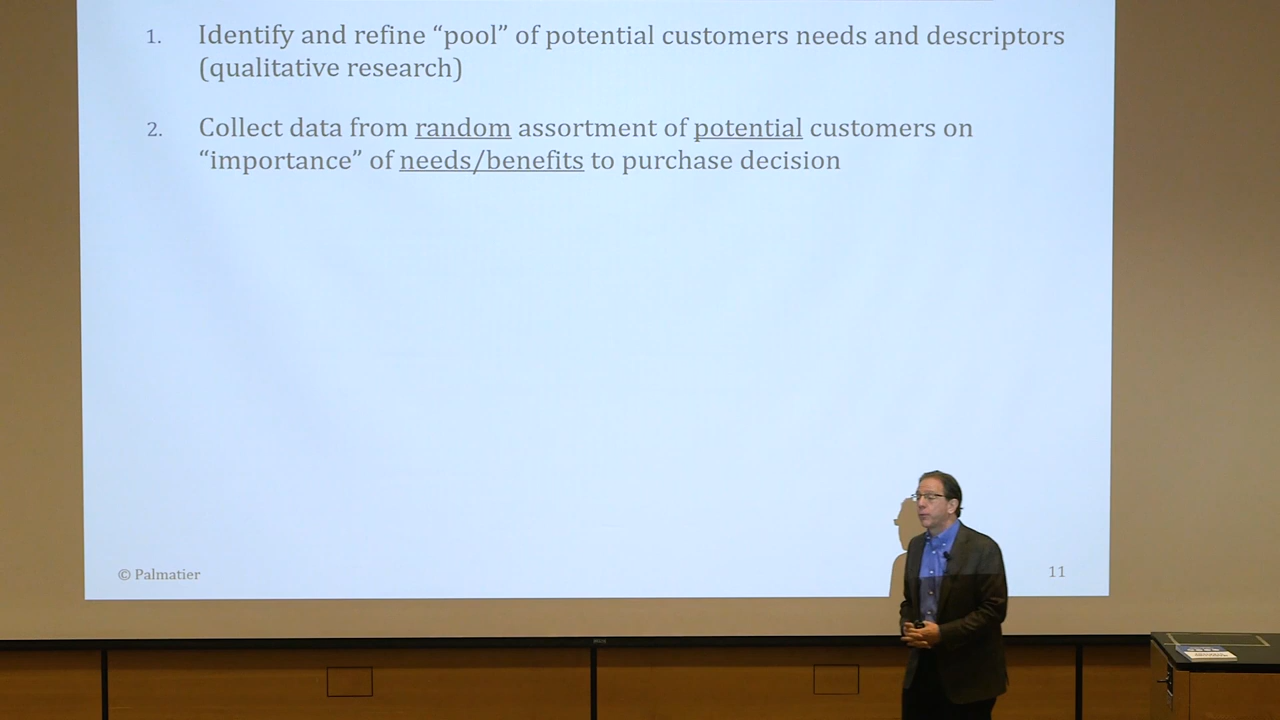 1. Identify and refine “pool” of potential customers needs and descriptors
(qualitative research)
2. Collect data from random assortment of potential customers on
“importance” of needs/benefits to purchase decision
© Palmatier
11